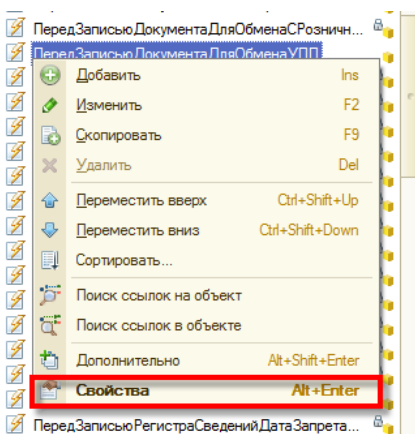 ПередЗаписьюДокументаДляОбменаСРозничн...
ПередЗаписьюДокументаДляОбменаУПП
Добавить Ins
Изменить F2
Скопировать F9
Удалить Del
Переместить вверх Ctrl+Shift+Up
Переместить вниз Ctrl+Shift+Down
Сортировать...
Поиск ссылок на объект
Поиск ссылок в объекте
Дополнительно Alt+Shift+Enter
Свойства Alt+Enter
ПередЗаписьюРегистраСведенийДатаЗапрета...